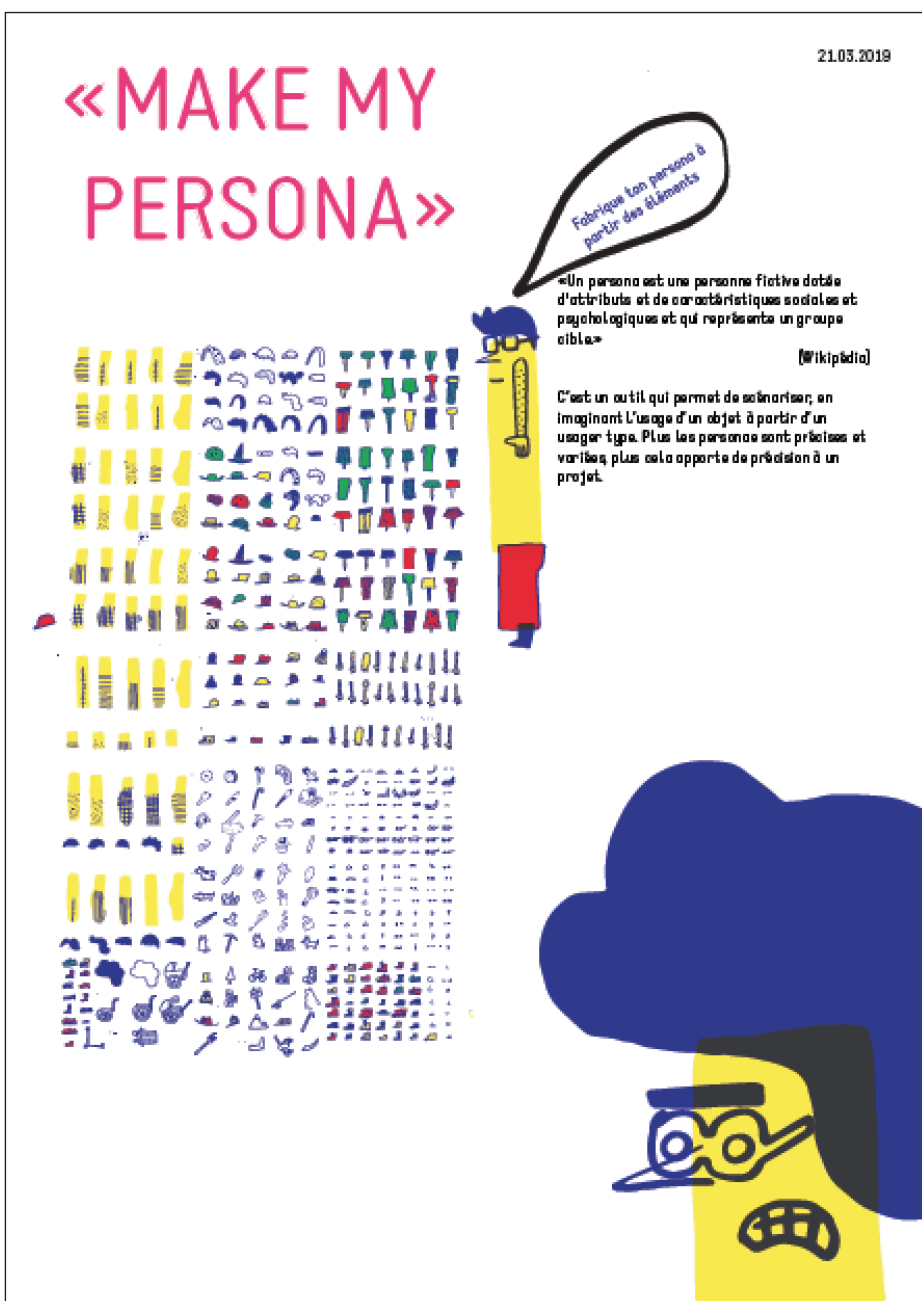 21.03.2019
«MAKE MY
PERSONA»
Fabrique ton persona à
partir des éléments
«Un persona est une personne fictive dotée
d'attributs et de caractéristiques sociales et
psychologiques et qui représente un groupe
cible.»
(Wikipédia)
C'est un outil qui permet de scénariser, en
imaginant l'usage d'un objet à partir d'un
usager type. Plus les personae sont précises et
variées, plus cela apporte de précision à un
projet.